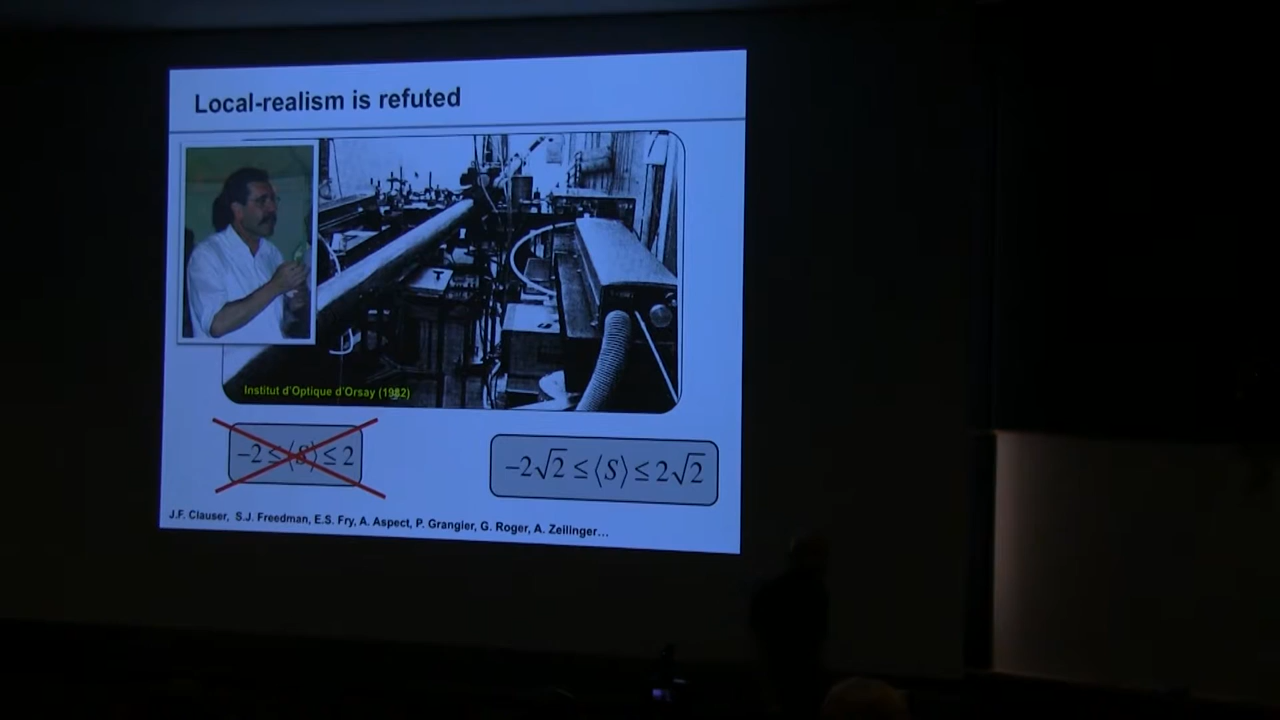 Local-realism is refuted
Institut d'Optique d'Orsay (1982)
−2 ≤ ⟨S⟩ ≤ 2
−2√2 ≤ ⟨S⟩ ≤ 2√2
J.F. Clauser, S.J. Freedman, E.S. Fry, A. Aspect, P. Grangier, G. Roger, A. Zeilinger…